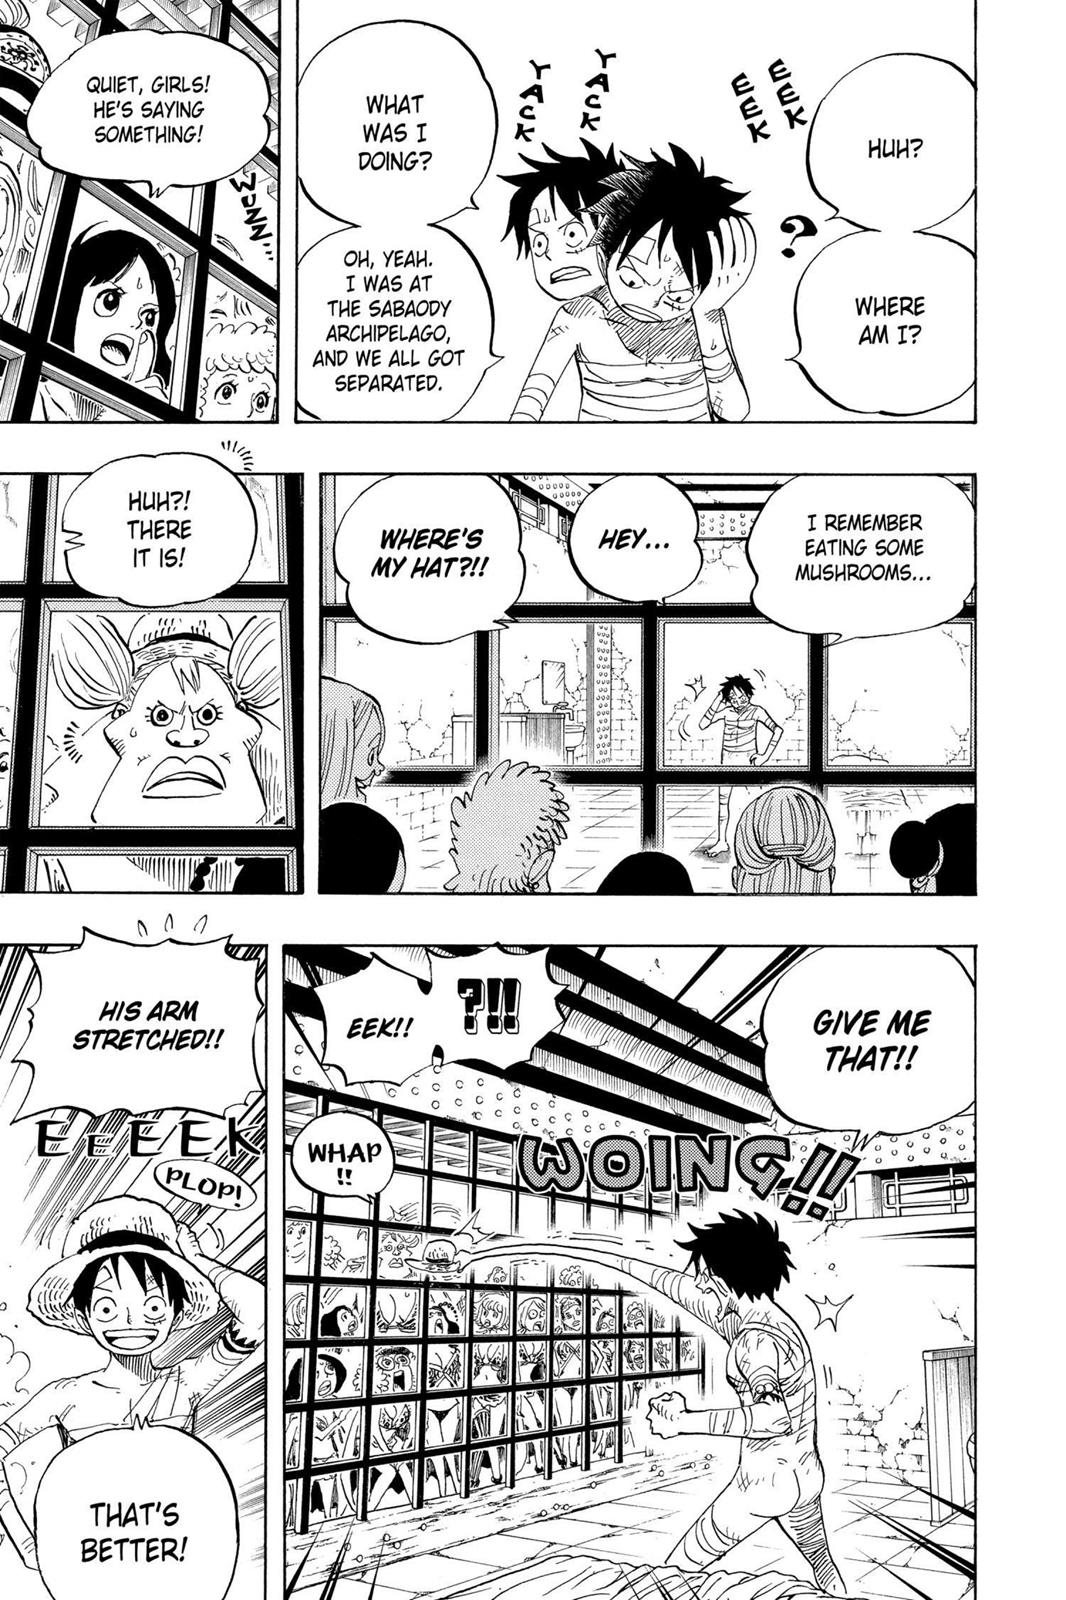 HUH?
WHERE
AM I?
EEK
EEK
?
YACK
YACK
WHAT
WAS I
DOING?
OH, YEAH.
I WAS AT
THE SABAODY
ARCHIPELAGO,
AND WE ALL GOT
SEPARATED.
QUIET, GIRLS!
HE'S SAYING
SOMETHING!
WUZN...
I REMEMBER
EATING SOME
MUSHROOMS...
HEY...
WHERE'S
MY HAT?!!
HUH?!
THERE
IT IS!
GIVE ME
THAT!!
WOING!!
?!!
EEK!!
WHAP
!!
HIS ARM
STRETCHED!!
EEEEEK
PLOP!
THAT'S
BETTER!